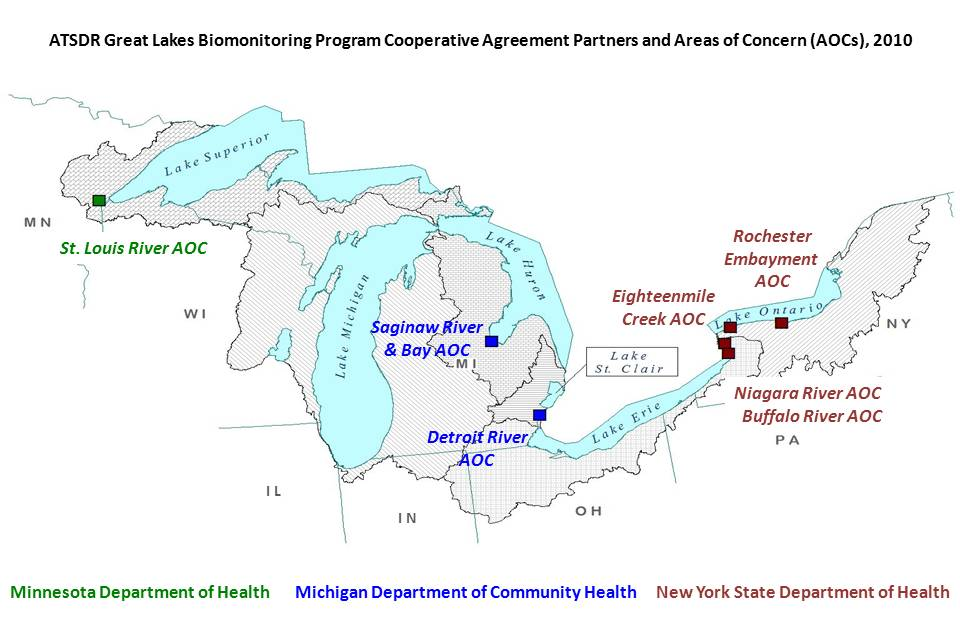 ATSDR Great Lakes Biomonitoring Program Cooperative Agreement Partners and Areas of Concern (AOCs), 2010
Lake Superior
MN
St. Louis River AOC
WI
Lake Michigan
Lake Huron
Saginaw River
& Bay AOC
MI
Rochester
Embayment
AOC
Eighteenmile
Creek AOC
Lake Ontario
NY
Lake
St. Clair
Niagara River AOC
Buffalo River AOC
Lake Erie
PA
Detroit River
AOC
IL
IN
OH
Minnesota Department of Health
Michigan Department of Community Health
New York State Department of Health